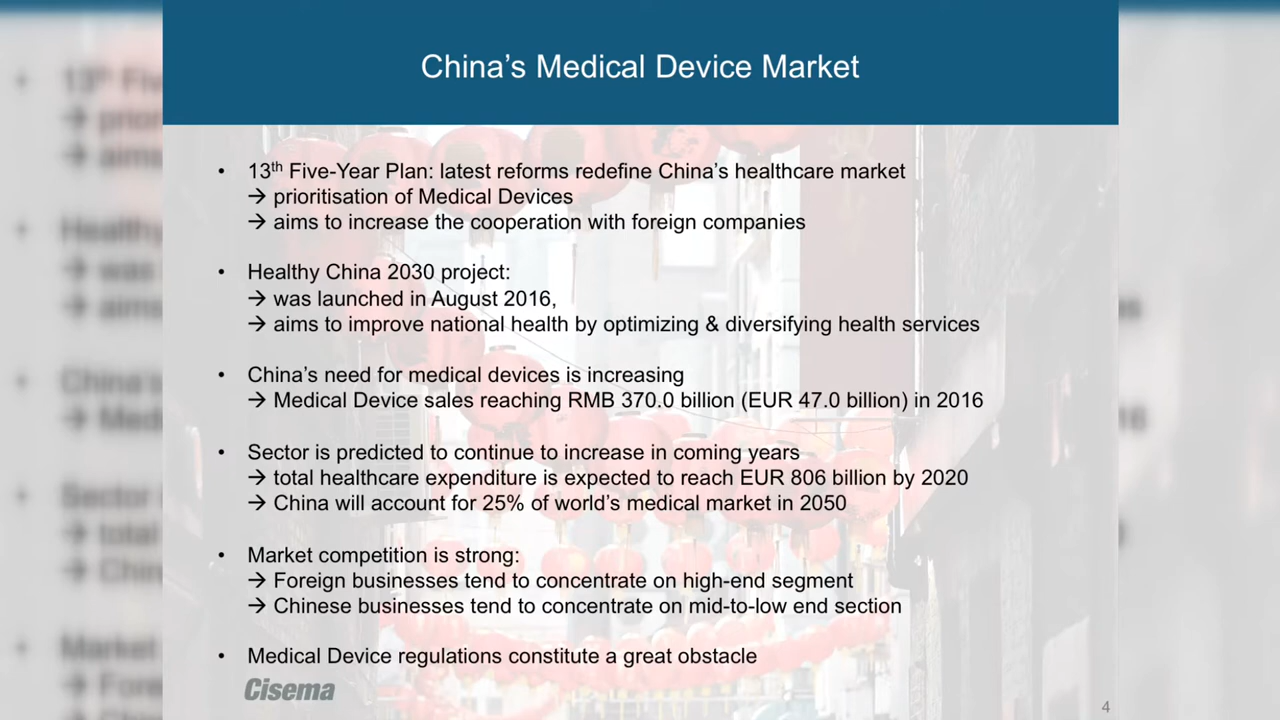 China’s Medical Device Market
• 13th Five-Year Plan: latest reforms redefine China’s healthcare market
→ prioritisation of Medical Devices
→ aims to increase the cooperation with foreign companies
• Healthy China 2030 project:
→ was launched in August 2016,
→ aims to improve national health by optimizing & diversifying health services
• China’s need for medical devices is increasing
→ Medical Device sales reaching RMB 370.0 billion (EUR 47.0 billion) in 2016
• Sector is predicted to continue to increase in coming years
→ total healthcare expenditure is expected to reach EUR 806 billion by 2020
→ China will account for 25% of world’s medical market in 2050
• Market competition is strong:
→ Foreign businesses tend to concentrate on high-end segment
→ Chinese businesses tend to concentrate on mid-to-low end section
• Medical Device regulations constitute a great obstacle
Cisema
4